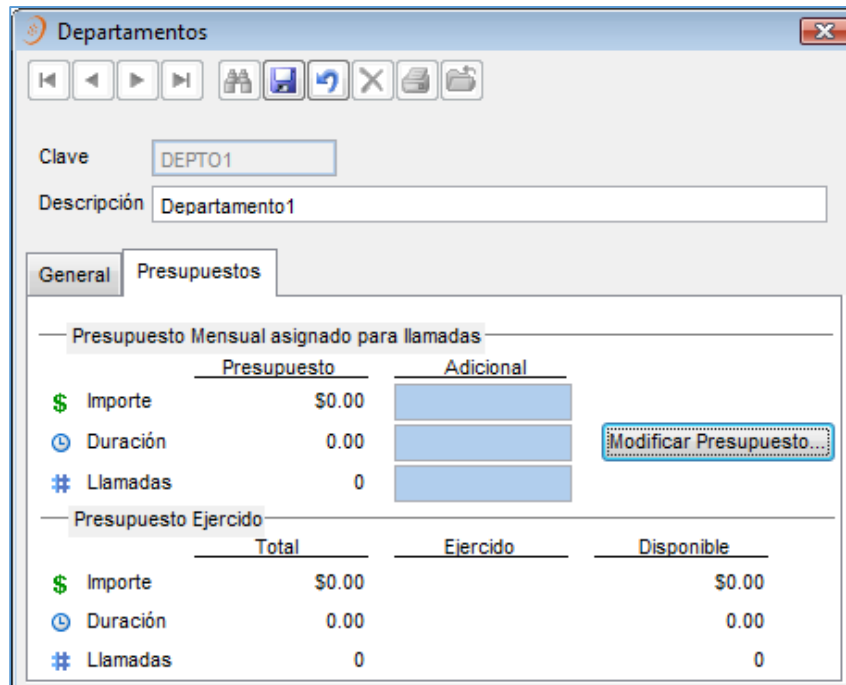 Departamentos
Clave DEPTO1
Descripción Departamento1
General Presupuestos
Presupuesto Mensual asignado para llamadas
Presupuesto Adicional
$ Importe $0.00
Duración 0.00 Modificar Presupuesto...
# Llamadas 0
Presupuesto Ejercido
Total Ejercido Disponible
$ Importe $0.00 $0.00
Duración 0.00 0.00
# Llamadas 0 0